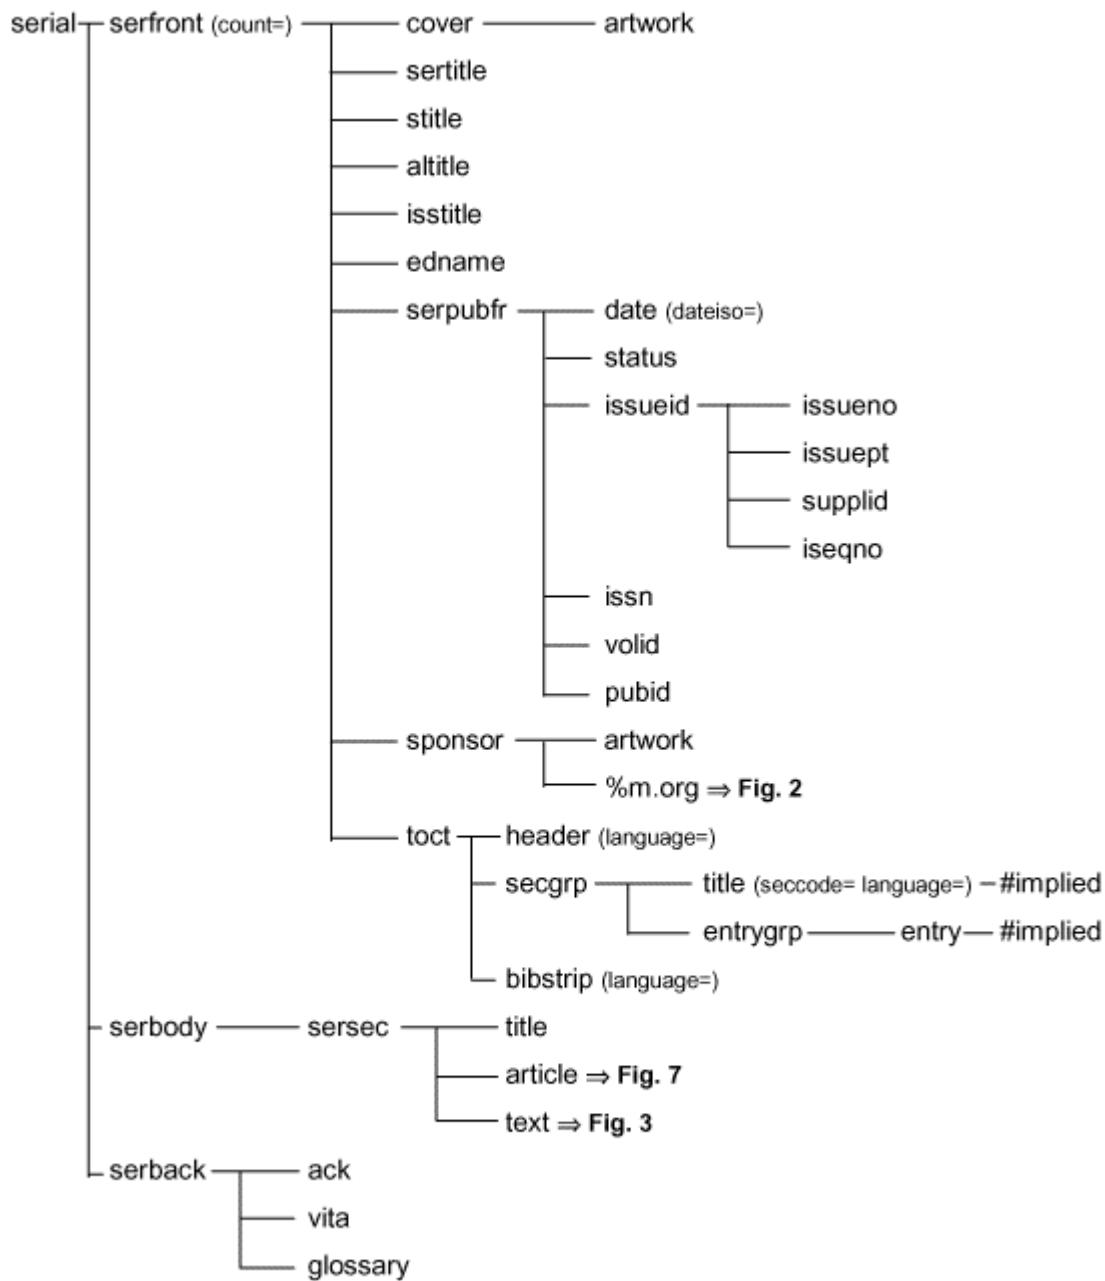 serial serfront (count=) cover artwork
sertitle
stitle
altitle
isstitle
edname
serpubfr date (dateiso=)
status
issueid issueno
issuept
supplid
iseqno
issn
volid
pubid
sponsor artwork
%m.org ⇒ Fig. 2
toct header (language=)
secgrp title (seccode= language=) #implied
entrygrp entry #implied
bibstrip (language=)
serbody sersec title
article ⇒ Fig. 7
text ⇒ Fig. 3
serback ack
vita
glossary